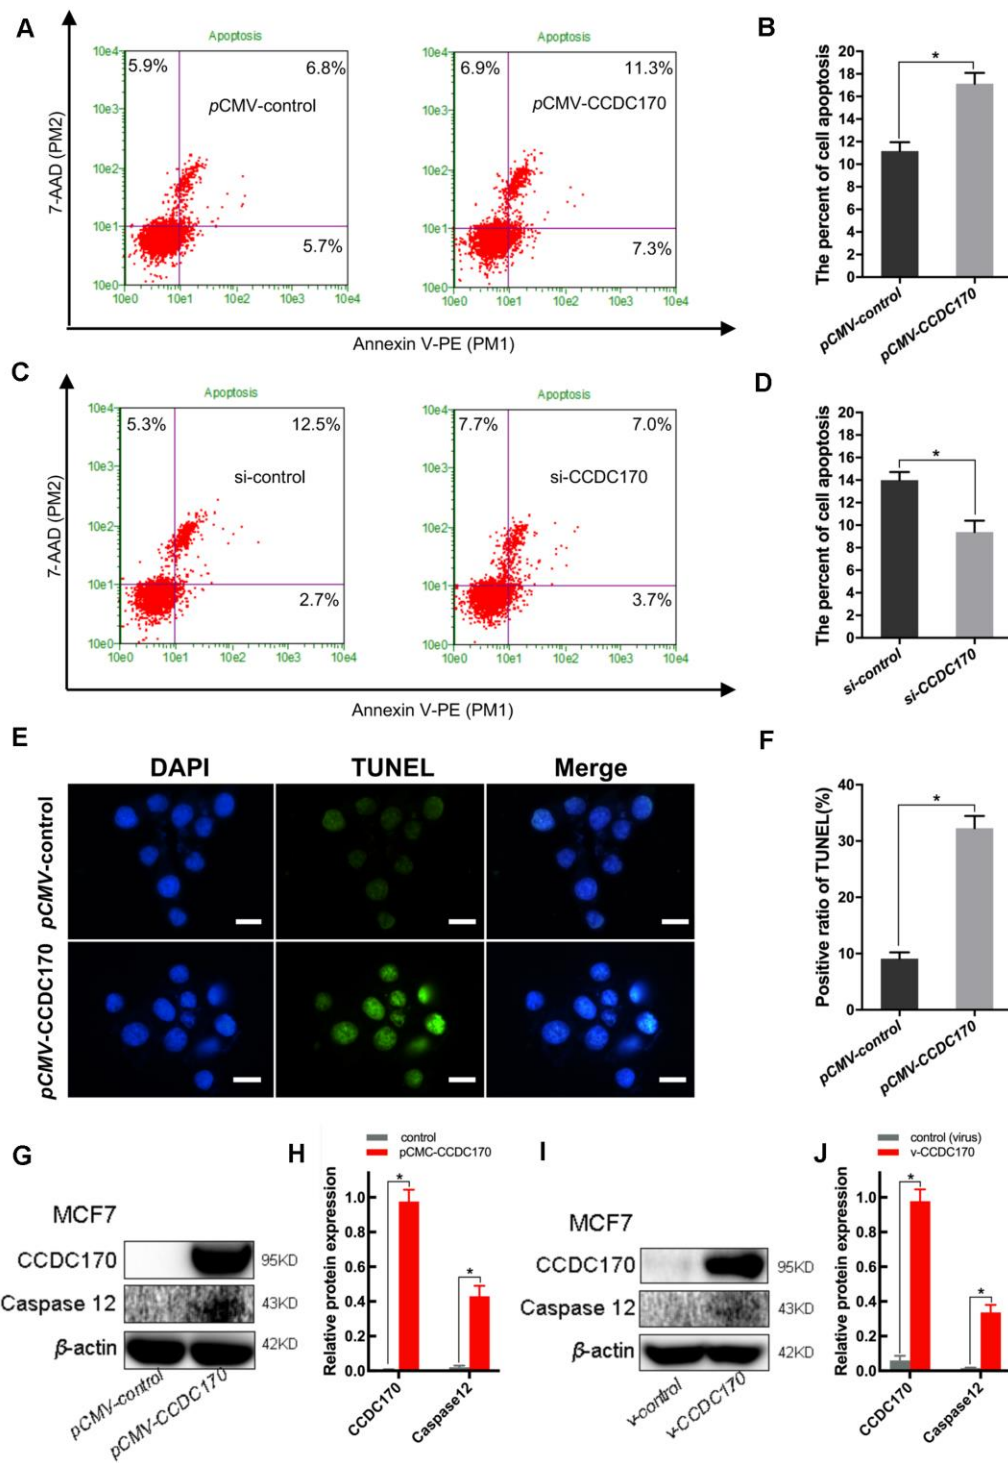 A
Apoptosis
Apoptosis
10e4
5.9%
6.8%
pCMV-control
10e3
10e2
10e1
5.7%
10e0
10e0
10e1
10e2
10e3
10e4
10e4
6.9%
11.3%
pCMV-CCDC170
10e3
10e2
10e1
7.3%
10e0
10e0
10e1
10e2
10e3
10e4
7-AAD (PM2)
Annexin V-PE (PM1)
B
The percent of cell apoptosis
20
18
16
14
12
10
8
6
4
2
0
*
pCMV-control
pCMV-CCDC170
C
Apoptosis
Apoptosis
10e4
5.3%
12.5%
si-control
10e3
10e2
10e1
2.7%
10e0
10e0
10e1
10e2
10e3
10e4
10e4
7.7%
7.0%
si-CCDC170
10e3
10e2
10e1
3.7%
10e0
10e0
10e1
10e2
10e3
10e4
7-AAD (PM2)
Annexin V-PE (PM1)
D
The percent of cell apoptosis
20
18
16
14
12
10
8
6
4
2
0
*
si-control
si-CCDC170
E
DAPI
TUNEL
Merge
pCMV-control
pCMV-CCDC170
F
Positive ratio of TUNEL(%)
40
30
20
10
0
*
pCMV-control
pCMV-CCDC170
G
MCF7
CCDC170
95KD
Caspase 12
43KD
β-actin
42KD
pCMV-control
pCMV-CCDC170
H
control
pCMC-CCDC170
Relative protein expression
1.0
0.8
0.6
0.4
0.2
0.0
*
*
CCDC170
Caspase12
I
MCF7
CCDC170
95KD
Caspase 12
43KD
β-actin
42KD
v-control
v-CCDC170
J
control (virus)
v-CCDC170
Relative protein expression
1.0
0.8
0.6
0.4
0.2
0.0
*
*
CCDC170
Caspase12